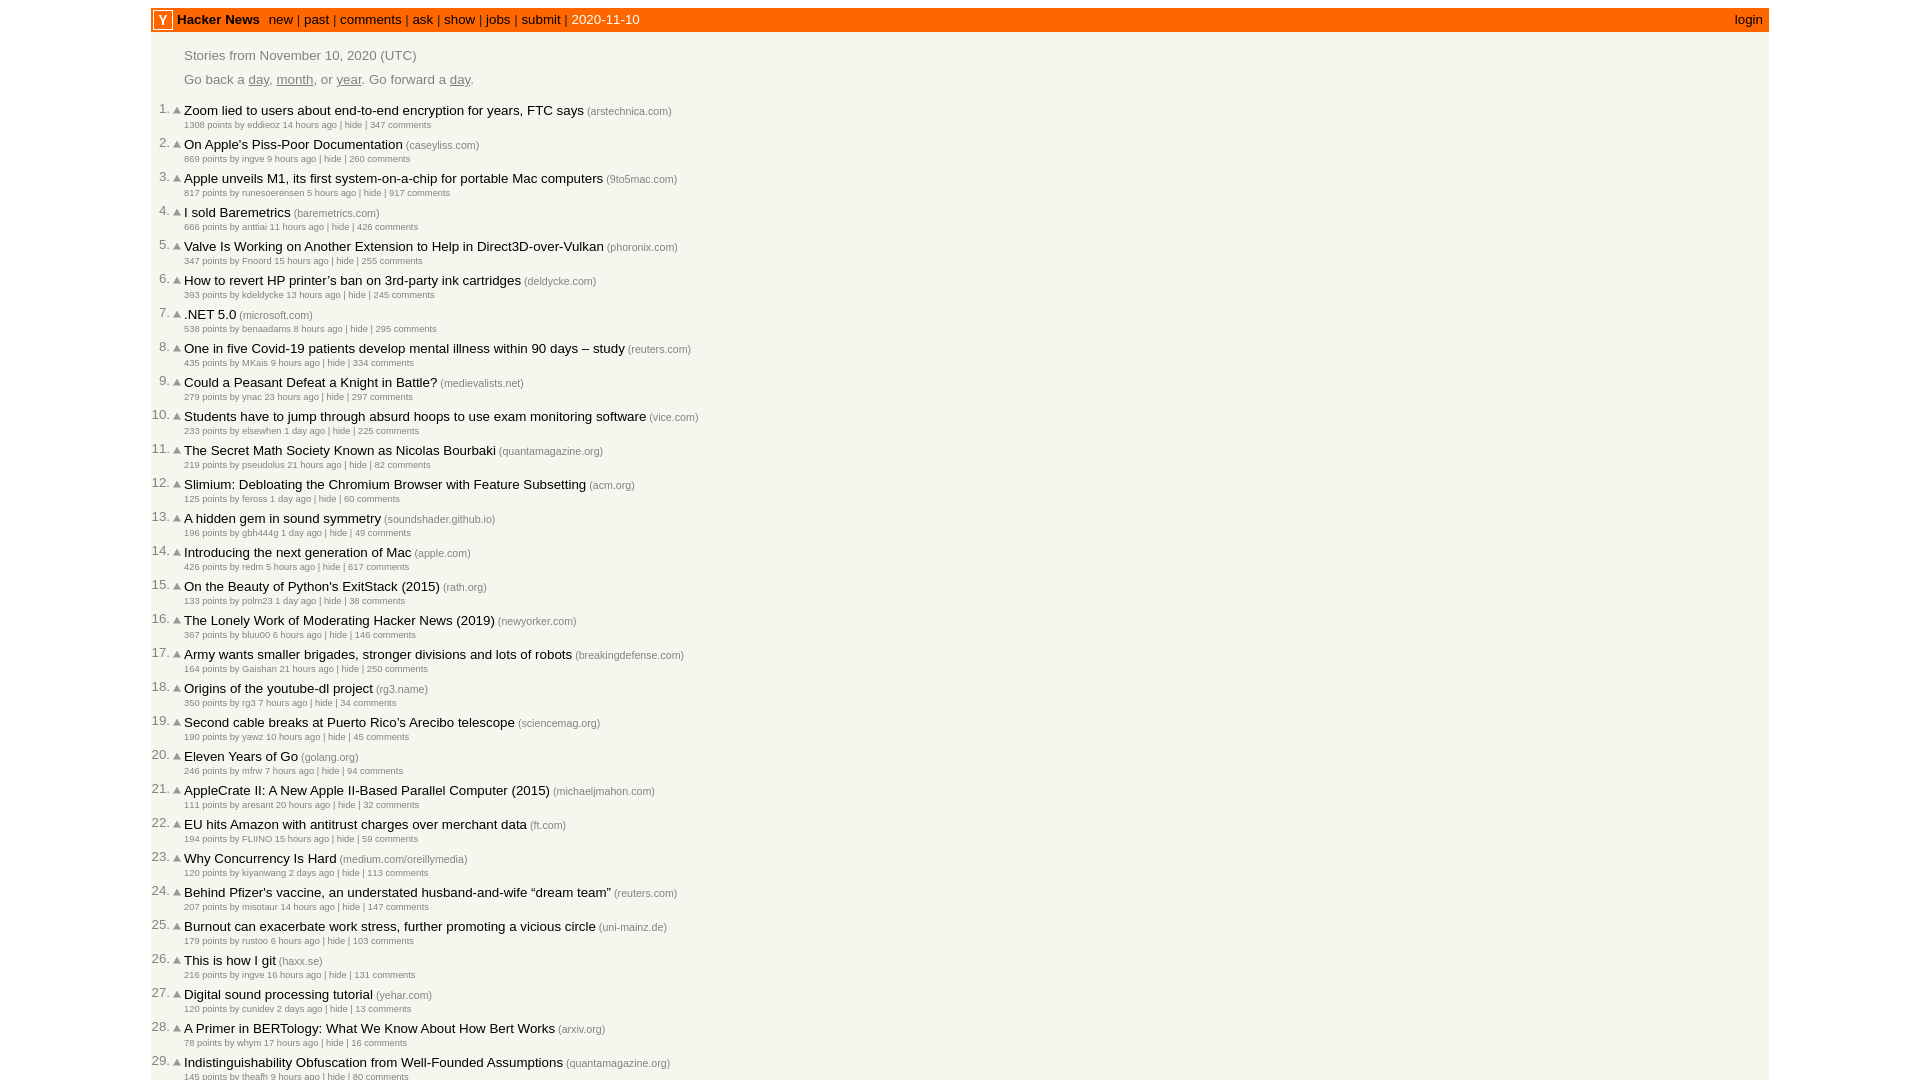 Y Hacker News new | past | comments | ask | show | jobs | submit | 2020-11-10 login
Stories from November 10, 2020 (UTC)
Go back a day, month, or year. Go forward a day.
1. Zoom lied to users about end-to-end encryption for years, FTC says (arstechnica.com)
1308 points by eddieoz 14 hours ago | hide | 347 comments
2. On Apple's Piss-Poor Documentation (caseyliss.com)
869 points by ingve 9 hours ago | hide | 260 comments
3. Apple unveils M1, its first system-on-a-chip for portable Mac computers (9to5mac.com)
817 points by runesoerensen 5 hours ago | hide | 917 comments
4. I sold Baremetrics (baremetrics.com)
666 points by anttiai 11 hours ago | hide | 426 comments
5. Valve Is Working on Another Extension to Help in Direct3D-over-Vulkan (phoronix.com)
347 points by Fnoord 15 hours ago | hide | 255 comments
6. How to revert HP printer’s ban on 3rd-party ink cartridges (deldycke.com)
393 points by kdeldycke 13 hours ago | hide | 245 comments
7. .NET 5.0 (microsoft.com)
538 points by benaadams 8 hours ago | hide | 295 comments
8. One in five Covid-19 patients develop mental illness within 90 days – study (reuters.com)
435 points by MKais 9 hours ago | hide | 334 comments
9. Could a Peasant Defeat a Knight in Battle? (medievalists.net)
279 points by ynac 23 hours ago | hide | 297 comments
10. Students have to jump through absurd hoops to use exam monitoring software (vice.com)
233 points by elsewhen 1 day ago | hide | 225 comments
11. The Secret Math Society Known as Nicolas Bourbaki (quantamagazine.org)
219 points by pseudolus 21 hours ago | hide | 82 comments
12. Slimium: Debloating the Chromium Browser with Feature Subsetting (acm.org)
125 points by feross 1 day ago | hide | 60 comments
13. A hidden gem in sound symmetry (soundshader.github.io)
196 points by gbh444g 1 day ago | hide | 49 comments
14. Introducing the next generation of Mac (apple.com)
426 points by redm 5 hours ago | hide | 617 comments
15. On the Beauty of Python's ExitStack (2015) (rath.org)
133 points by polm23 1 day ago | hide | 38 comments
16. The Lonely Work of Moderating Hacker News (2019) (newyorker.com)
367 points by bluu00 6 hours ago | hide | 146 comments
17. Army wants smaller brigades, stronger divisions and lots of robots (breakingdefense.com)
164 points by Gaishan 21 hours ago | hide | 250 comments
18. Origins of the youtube-dl project (rg3.name)
350 points by rg3 7 hours ago | hide | 34 comments
19. Second cable breaks at Puerto Rico’s Arecibo telescope (sciencemag.org)
190 points by yawz 10 hours ago | hide | 45 comments
20. Eleven Years of Go (golang.org)
246 points by mfrw 7 hours ago | hide | 94 comments
21. AppleCrate II: A New Apple II-Based Parallel Computer (2015) (michaeljmahon.com)
111 points by aresant 20 hours ago | hide | 32 comments
22. EU hits Amazon with antitrust charges over merchant data (ft.com)
194 points by FLIINO 15 hours ago | hide | 59 comments
23. Why Concurrency Is Hard (medium.com/oreillymedia)
120 points by kiyanwang 2 days ago | hide | 113 comments
24. Behind Pfizer's vaccine, an understated husband-and-wife “dream team” (reuters.com)
207 points by misotaur 14 hours ago | hide | 147 comments
25. Burnout can exacerbate work stress, further promoting a vicious circle (uni-mainz.de)
179 points by rustoo 6 hours ago | hide | 103 comments
26. This is how I git (haxx.se)
216 points by ingve 16 hours ago | hide | 131 comments
27. Digital sound processing tutorial (yehar.com)
120 points by cunidev 2 days ago | hide | 13 comments
28. A Primer in BERTology: What We Know About How Bert Works (arxiv.org)
78 points by whym 17 hours ago | hide | 16 comments
29. Indistinguishability Obfuscation from Well-Founded Assumptions (quantamagazine.org)
145 points by theafh 9 hours ago | hide | 80 comments